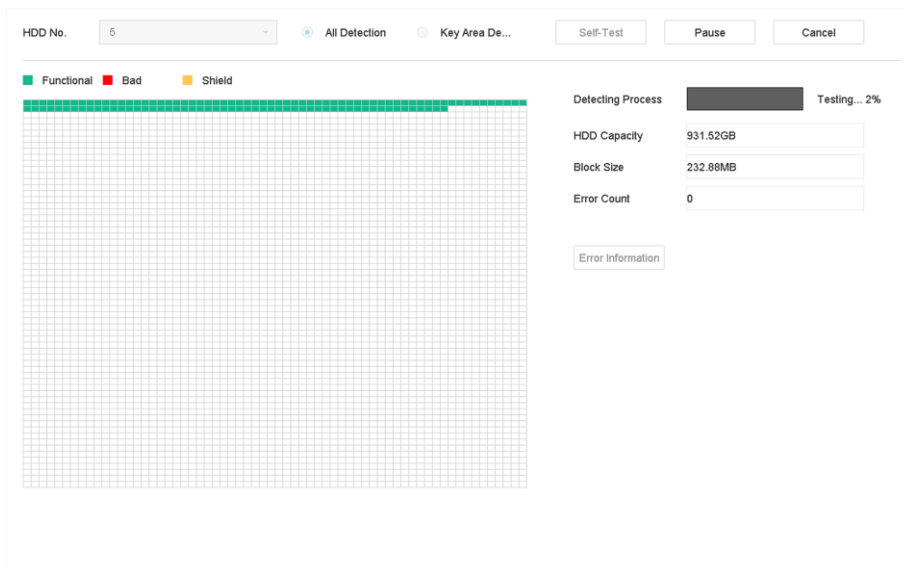 HDD No. 5 All Detection Key Area De... Self-Test Pause Cancel
Functional Bad Shield
Detecting Process Testing... 2%
HDD Capacity 931.52GB
Block Size 232.88MB
Error Count 0
Error Information